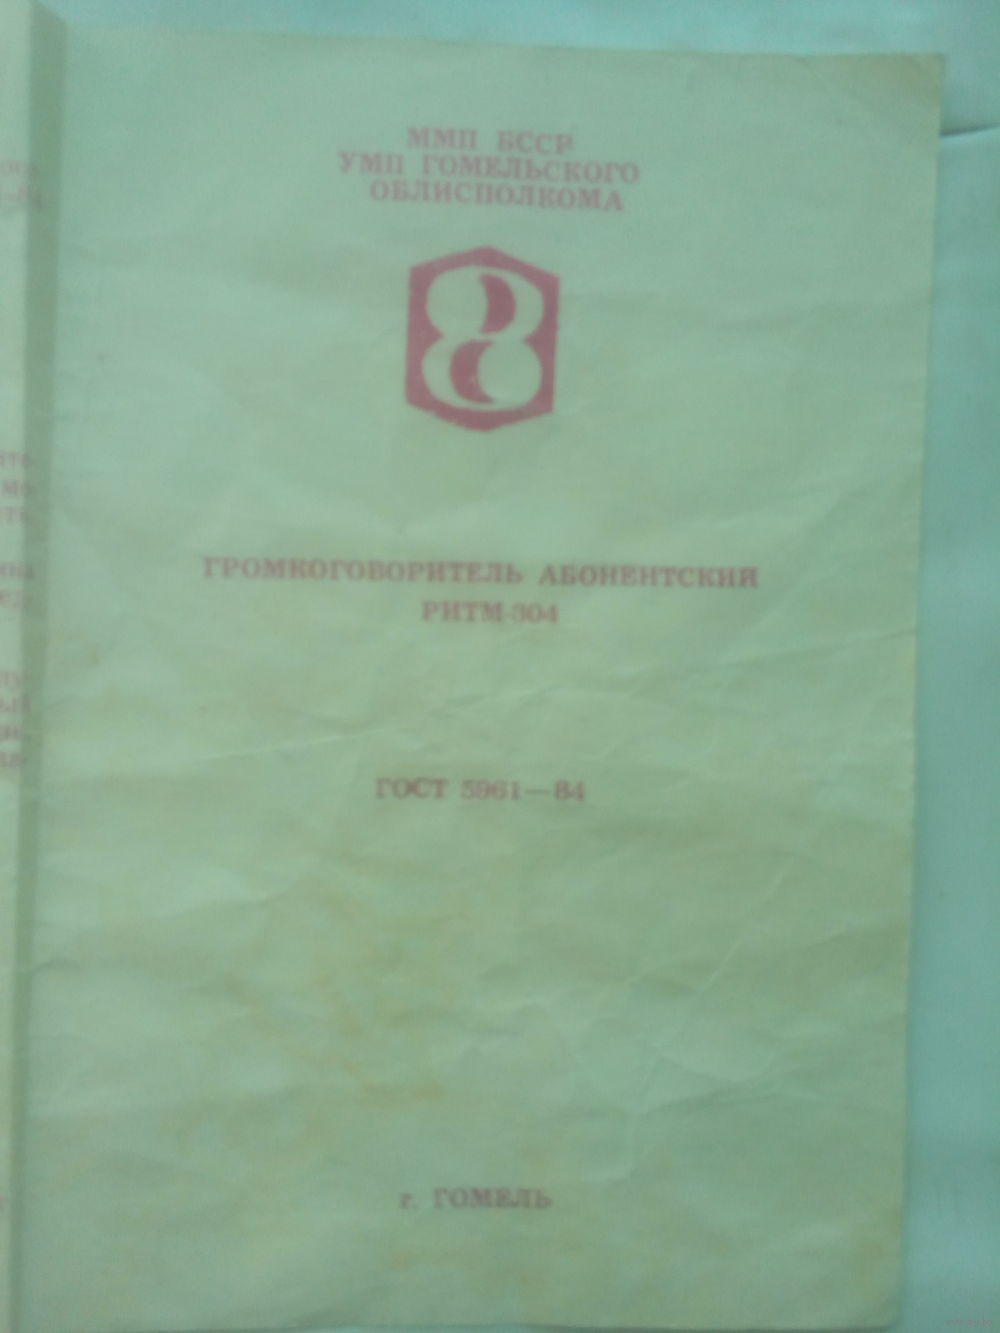 ММП БССР
УМП ГОМЕЛЬСКОГО
ОБЛИСПОЛКОМА
ГРОМКОГОВОРИТЕЛЬ АБОНЕНТСКИЙ
РИТМ-304
ГОСТ 5961—84
г. ГОМЕЛЬ